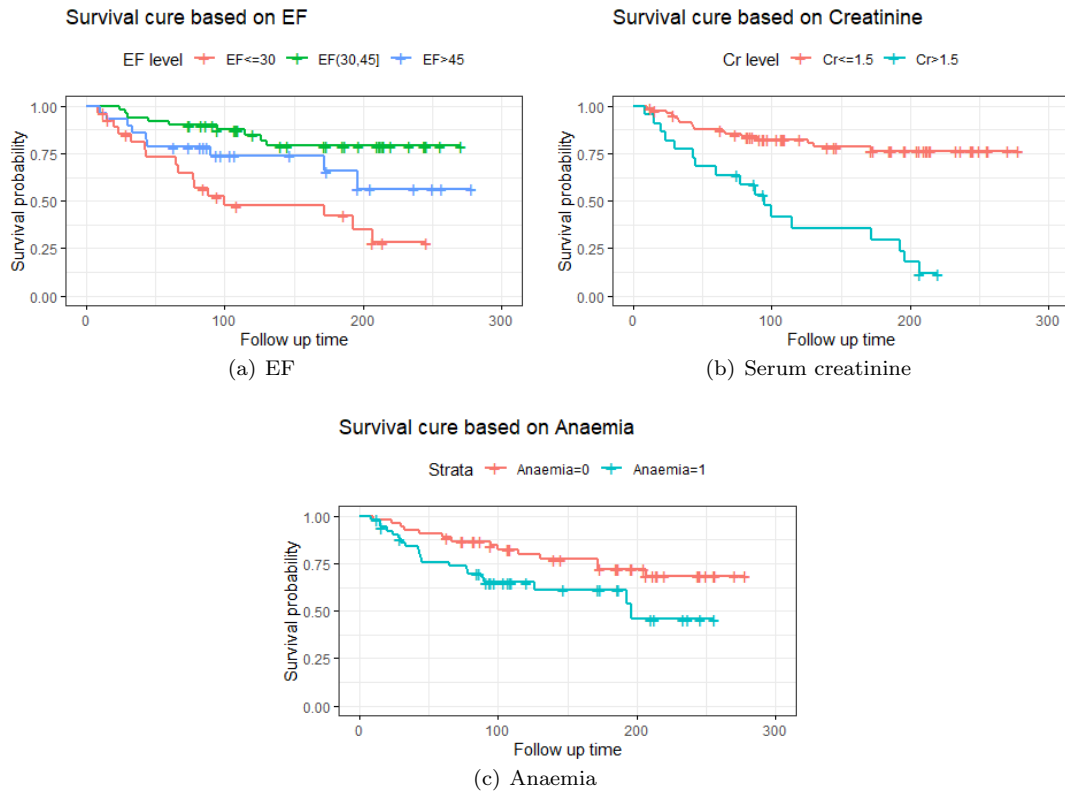 Survival cure based on EF
EF level EF<=30 EF(30,45] EF>45
Survival probability
1.00
0.75
0.50
0.25
0.00
0 100 200 300
Follow up time
(a) EF
Survival cure based on Creatinine
Cr level Cr<=1.5 Cr>1.5
Survival probability
1.00
0.75
0.50
0.25
0.00
0 100 200 300
Follow up time
(b) Serum creatinine
Survival cure based on Anaemia
Strata Anaemia=0 Anaemia=1
Survival probability
1.00
0.75
0.50
0.25
0.00
0 100 200 300
Follow up time
(c) Anaemia